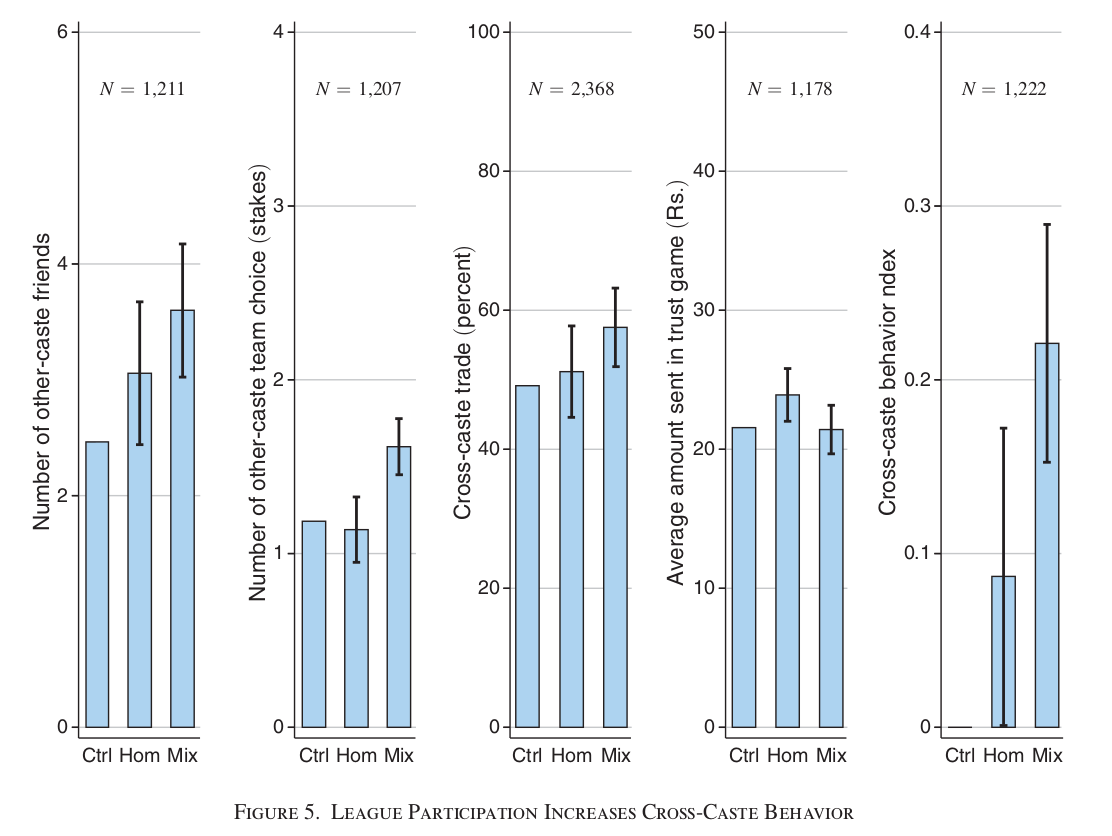 Number of other-caste friends
6
4
2
0
N = 1,211
Ctrl Hom Mix
Number of other-caste team choice (stakes)
4
3
2
1
0
N = 1,207
Ctrl Hom Mix
Cross-caste trade (percent)
100
80
60
40
20
0
N = 2,368
Ctrl Hom Mix
Average amount sent in trust game (Rs.)
50
40
30
20
10
0
N = 1,178
Ctrl Hom Mix
Cross-caste behavior ndex
0.4
0.3
0.2
0.1
0
N = 1,222
Ctrl Hom Mix
Figure 5. League Participation Increases Cross-Caste Behavior